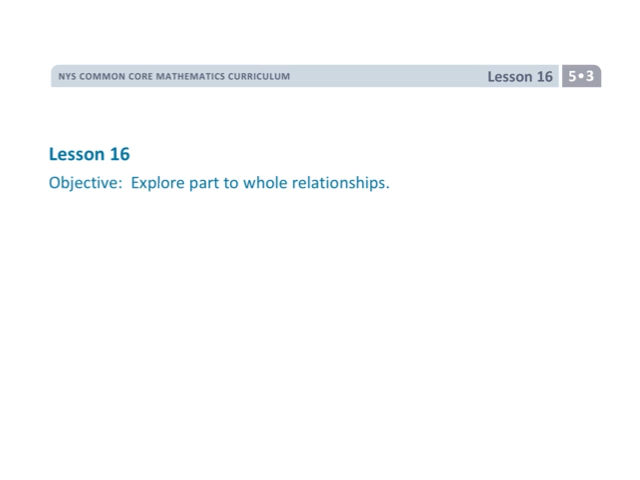 NYS COMMON CORE MATHEMATICS CURRICULUM Lesson 16 5•3
Lesson 16
Objective: Explore part to whole relationships.